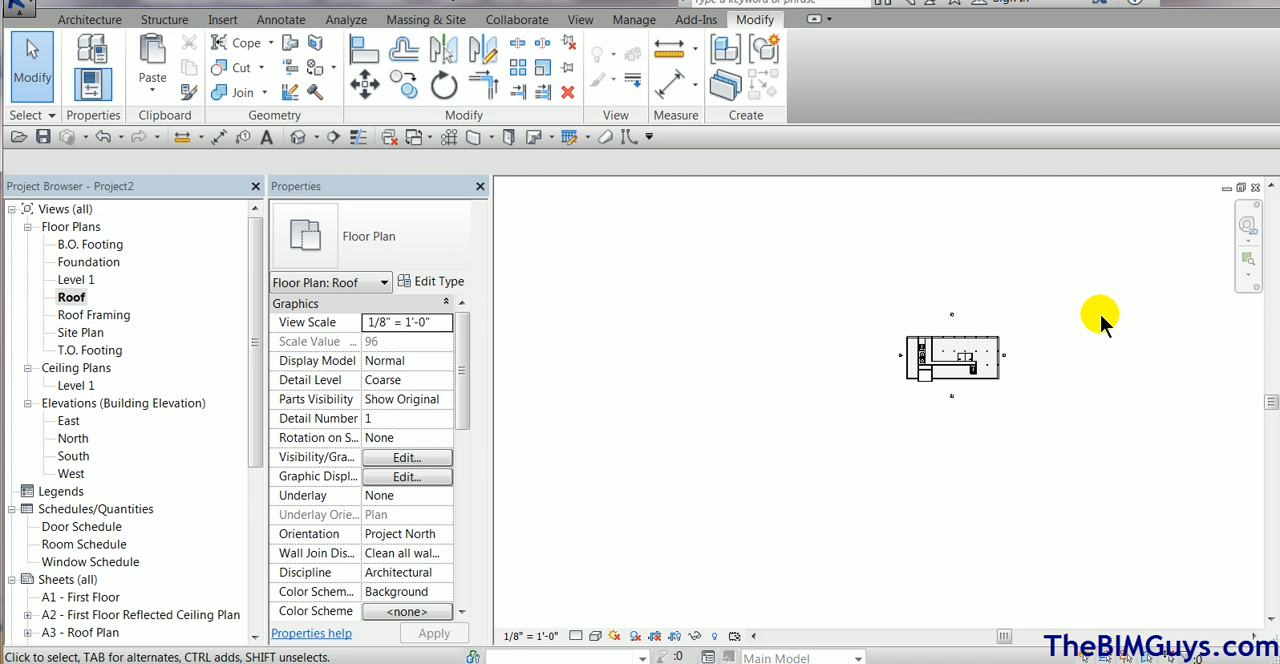 Type a keyword or phrase
Sign In
Architecture Structure Insert Annotate Analyze Massing & Site Collaborate View Manage Add-Ins Modify
Modify
Paste
Cope
Cut
Join
Select Properties Clipboard Geometry Modify View Measure Create
Project Browser - Project2
Views (all)
Floor Plans
B.O. Footing
Foundation
Level 1
Roof
Roof Framing
Site Plan
T.O. Footing
Ceiling Plans
Level 1
Elevations (Building Elevation)
East
North
South
West
Legends
Schedules/Quantities
Door Schedule
Room Schedule
Window Schedule
Sheets (all)
A1 - First Floor
A2 - First Floor Reflected Ceiling Plan
A3 - Roof Plan
Properties
Floor Plan
Floor Plan: Roof Edit Type
Graphics
View Scale 1/8" = 1'-0"
Scale Value ... 96
Display Model Normal
Detail Level Coarse
Parts Visibility Show Original
Detail Number 1
Rotation on S... None
Visibility/Gra... Edit...
Graphic Displ... Edit...
Underlay None
Underlay Orie... Plan
Orientation Project North
Wall Join Dis... Clean all wal...
Discipline Architectural
Color Schem... Background
Color Scheme <none>
Properties help Apply
2D
1/8" = 1'-0"
TheBIMGuys.com
Click to select, TAB for alternates, CTRL adds, SHIFT unselects. :0 Main Model :0